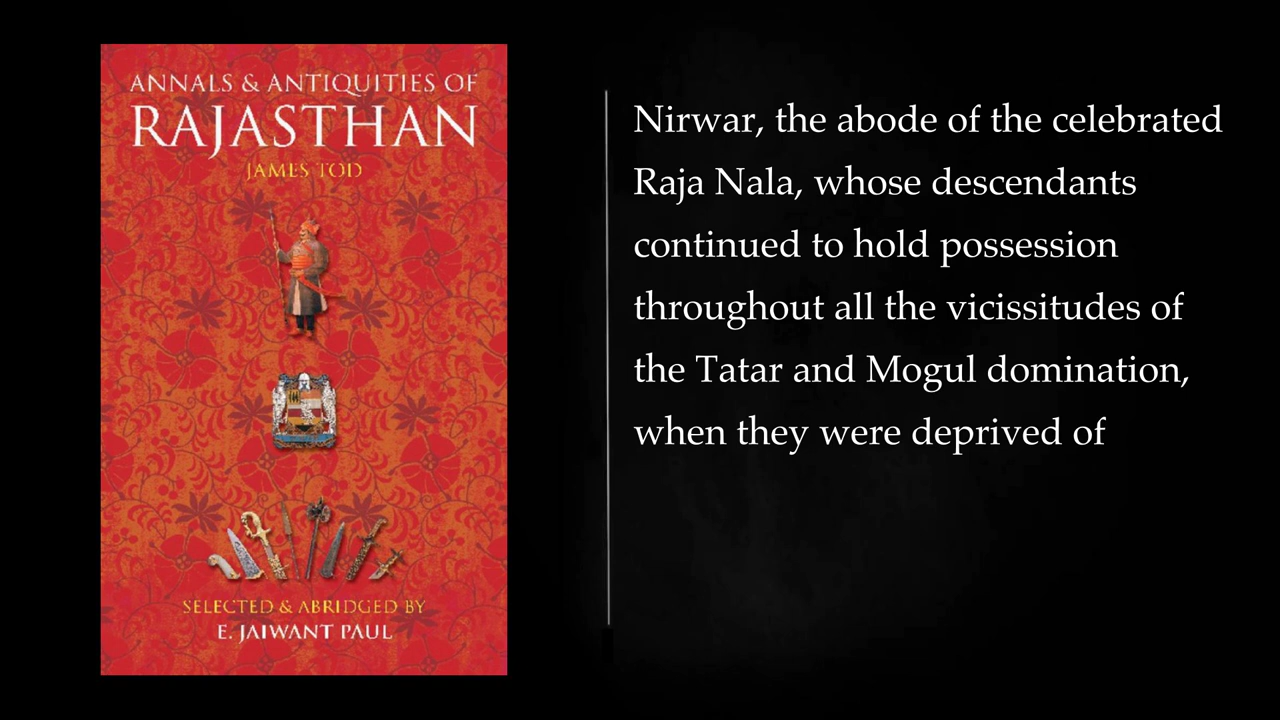 ANNALS & ANTIQUITIES OF
RAJASTHAN
JAMES TOD
SELECTED & ABRIDGED BY
E. JAIWANT PAUL
Nirwar, the abode of the celebrated
Raja Nala, whose descendants
continued to hold possession
throughout all the vicissitudes of
the Tatar and Mogul domination,
when they were deprived of